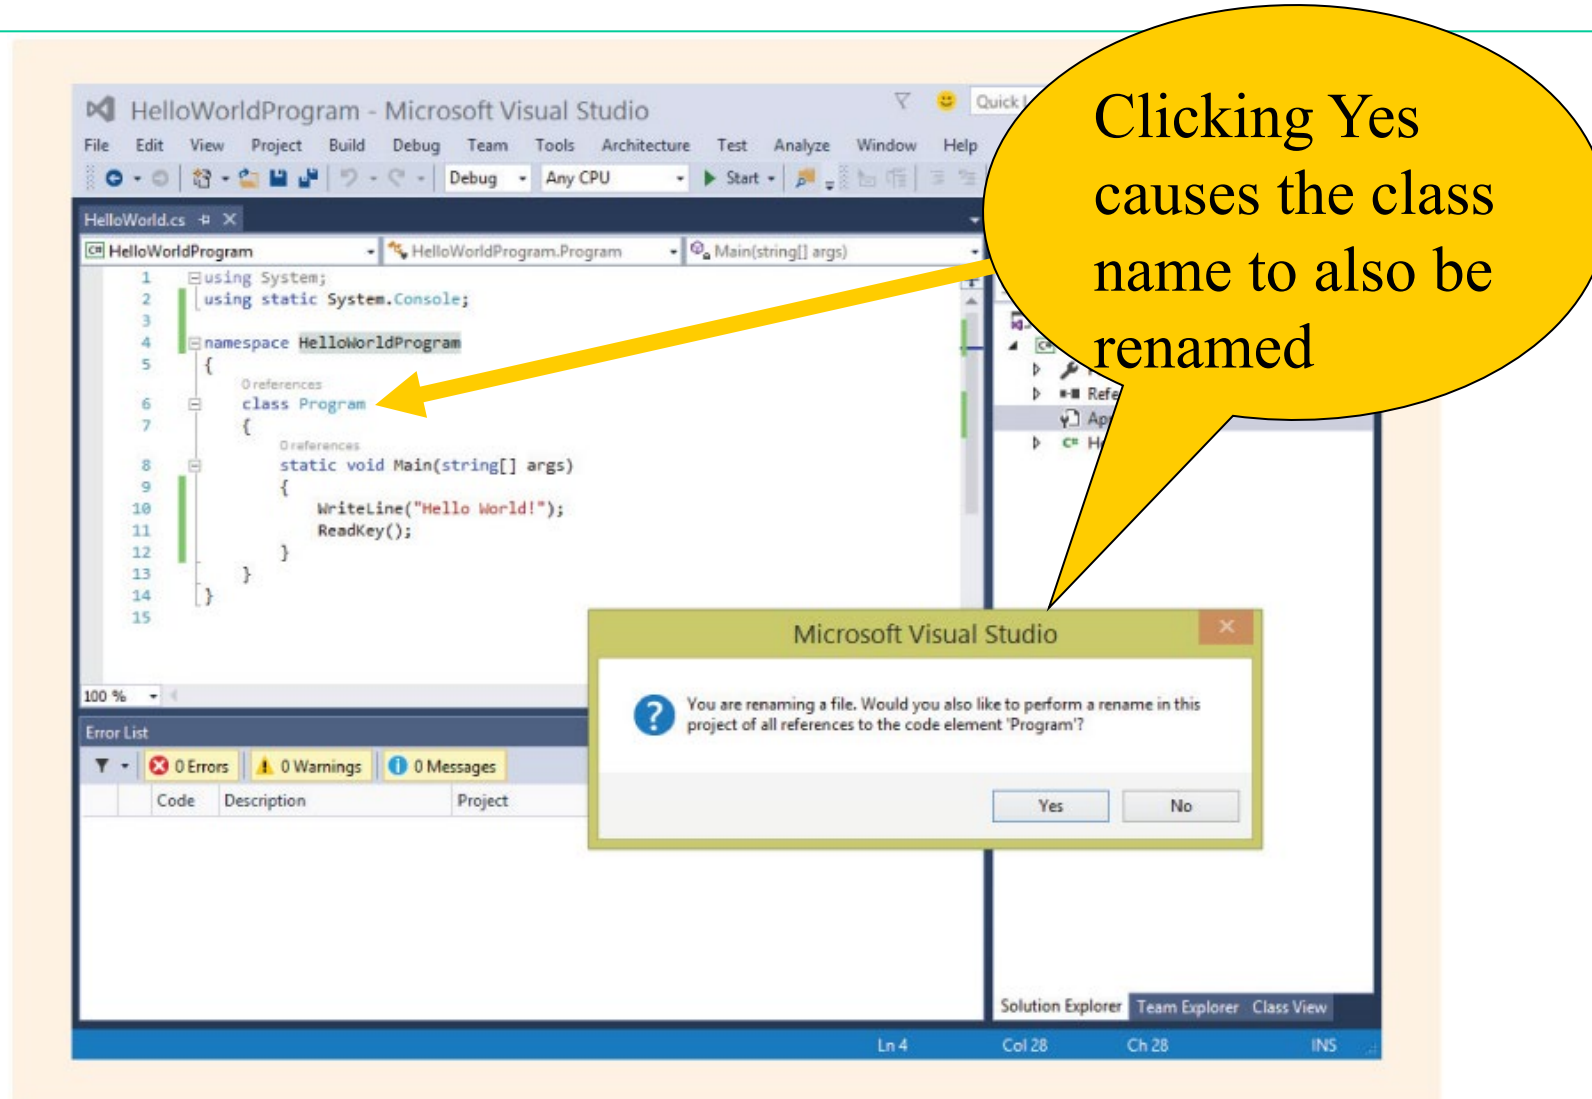 HelloWorldProgram - Microsoft Visual Studio
Quick
File Edit View Project Build Debug Team Tools Architecture Test Analyze Window Help
Debug Any CPU Start
Clicking Yes
causes the class
name to also be
renamed
HelloWorld.cs
HelloWorldProgram HelloWorldProgram.Program Main(string[] args)
1 using System;
2 using static System.Console;
3
4 namespace HelloWorldProgram
5 {
0 references
6 class Program
7 {
0 references
8 static void Main(string[] args)
9 {
10 WriteLine("Hello World!");
11 ReadKey();
12 }
13 }
14 }
15
100 %
Microsoft Visual Studio
You are renaming a file. Would you also like to perform a rename in this
project of all references to the code element 'Program'?
Yes No
Error List
0 Errors 0 Warnings 0 Messages
Code Description Project
Solution Explorer Team Explorer Class View
Ln 4 Col 28 Ch 28 INS